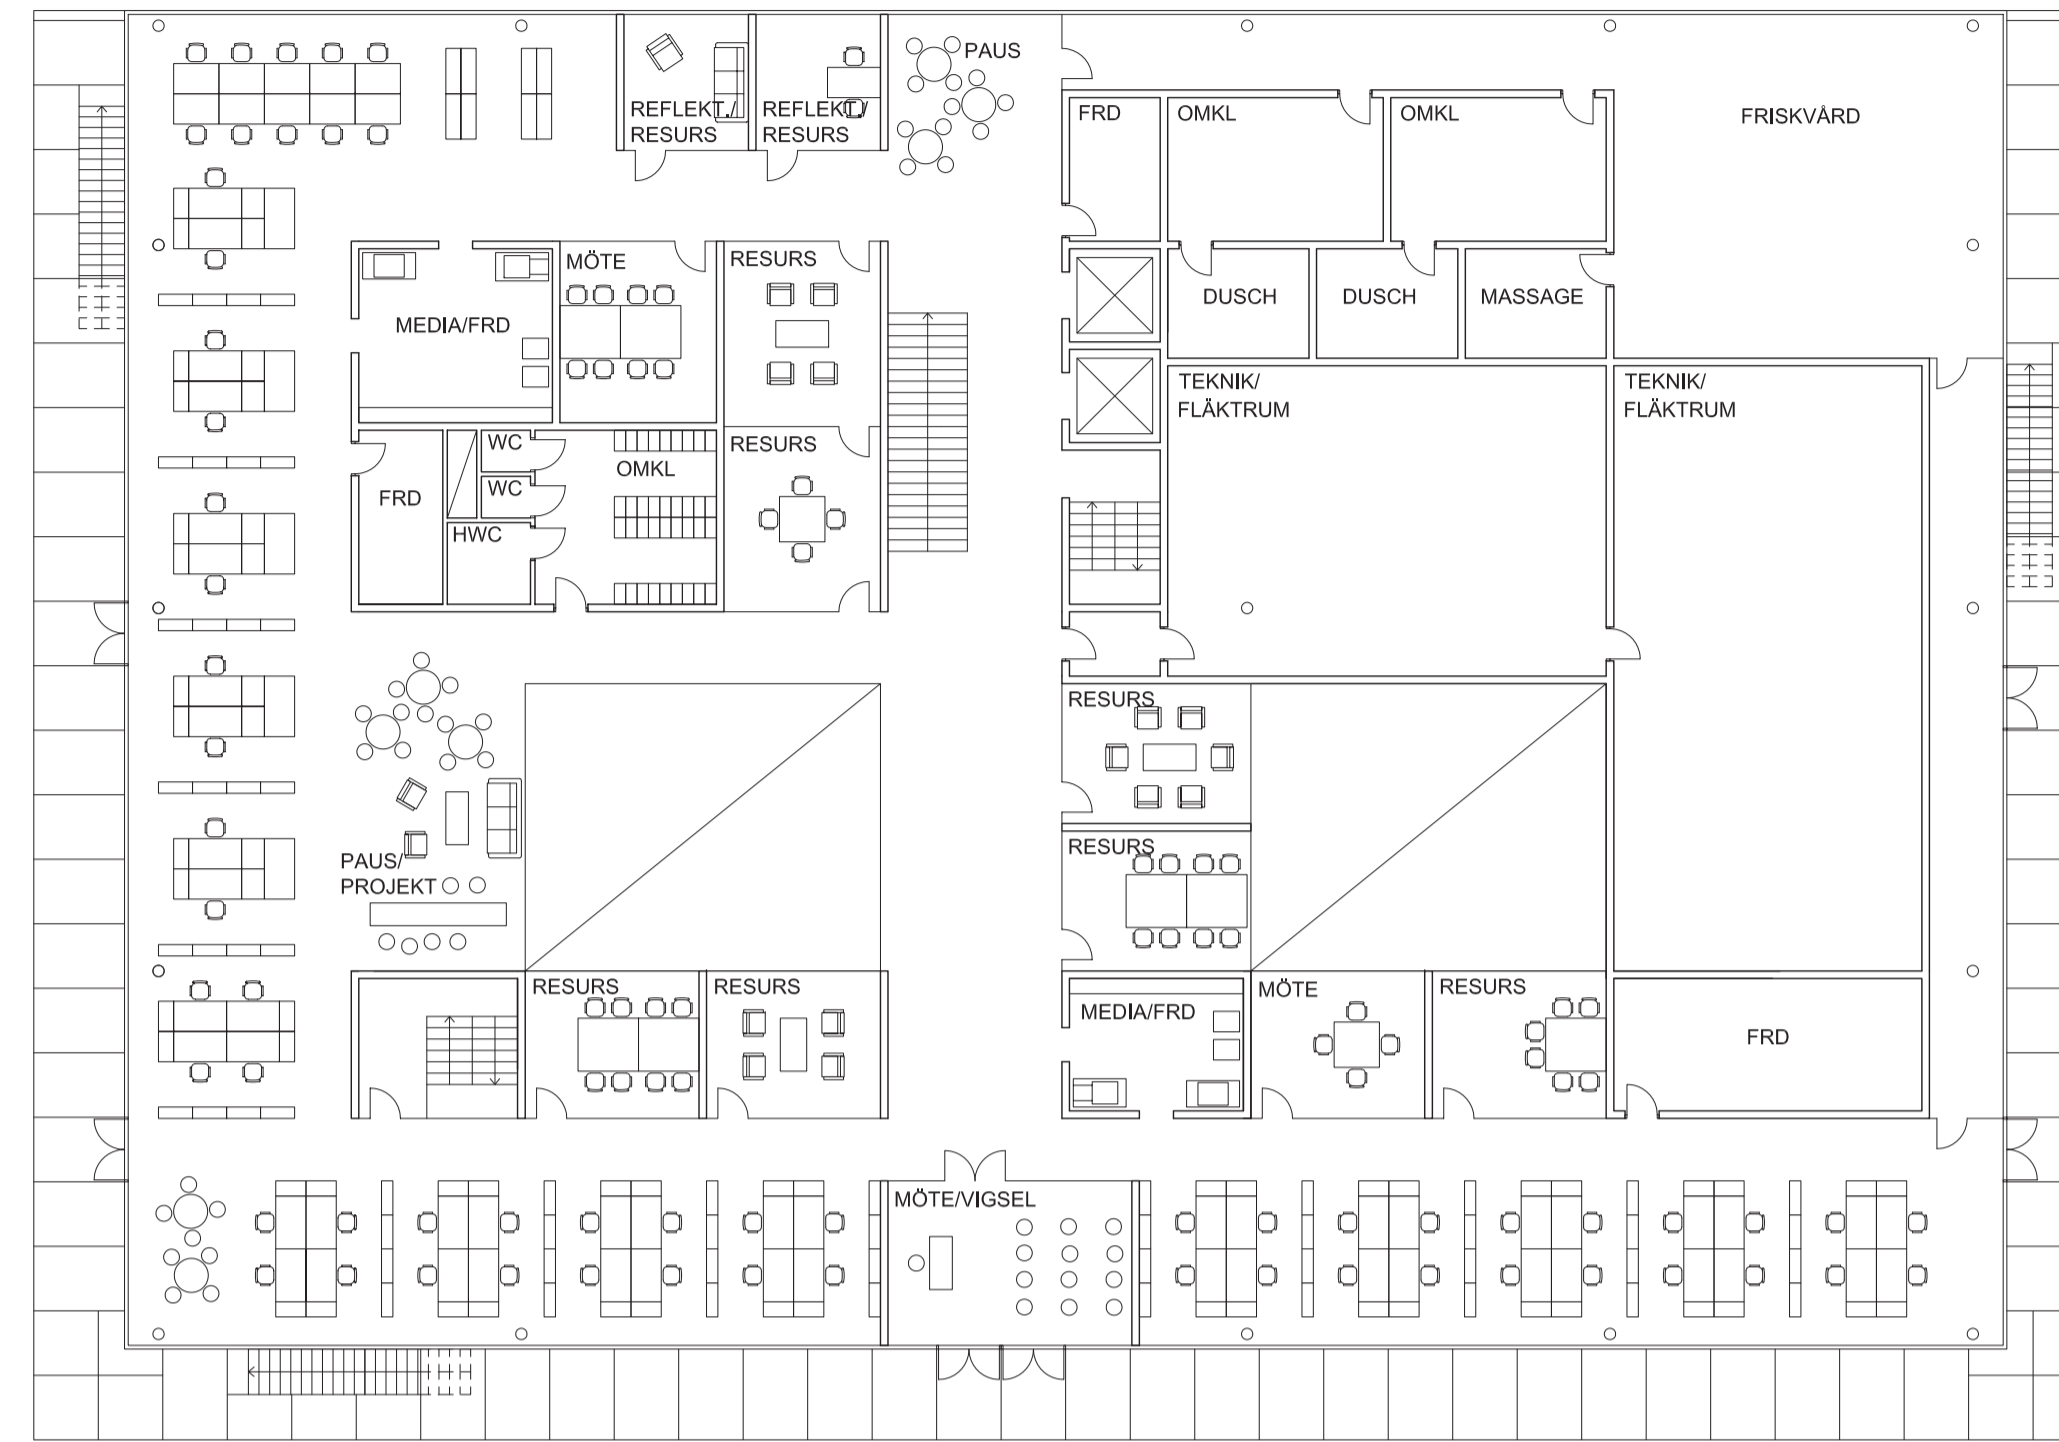 PAUS
REFLEKT./
RESURS
REFLEKT/
RESURS
FRD
OMKL
OMKL
FRISKVÅRD
MÖTE
RESURS
MEDIA/FRD
DUSCH
DUSCH
MASSAGE
TEKNIK/
FLÄKTRUM
TEKNIK/
FLÄKTRUM
WC
RESURS
OMKL
WC
FRD
HWC
RESURS
PAUS/
PROJEKT
RESURS
RESURS
RESURS
MEDIA/FRD
MÖTE
RESURS
FRD
MÖTE/VIGSEL